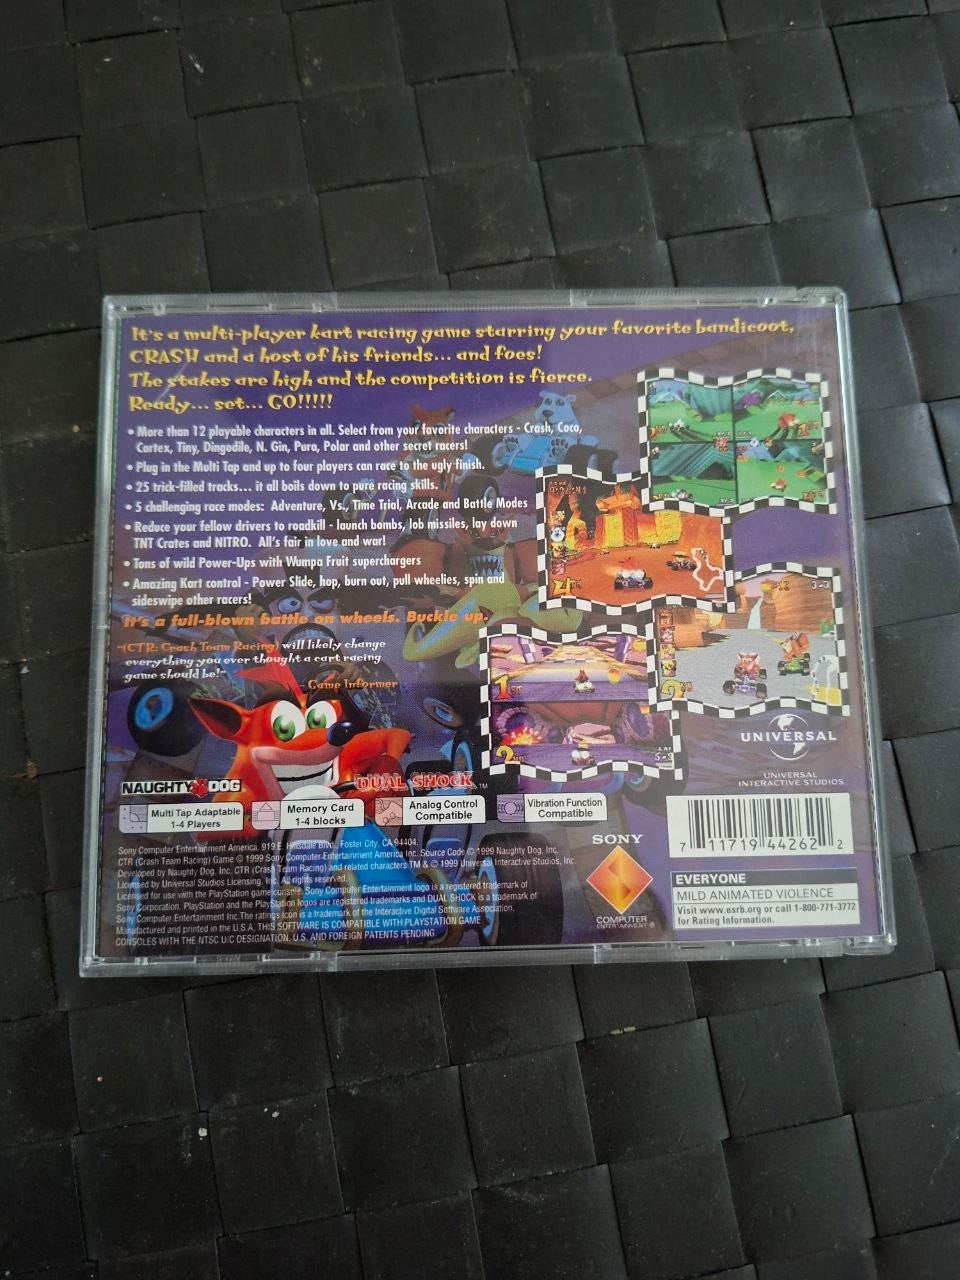 It's a multi-player kart racing game starring your favorite bandicoot,
CRASH and a host of his friends... and foes!
The stakes are high and the competition is fierce.
Ready... set... GO!!!!!
• More than 12 playable characters in all. Select from your favorite characters - Crash, Coco,
Cortex, Tiny, Dingodile, N. Gin, Pura, Polar and other secret racers!
• Plug in the Multi Tap and up to four players can race to the ugly finish.
• 25 trick-filled tracks... it all boils down to pure racing skills.
• 5 challenging race modes: Adventure, Vs., Time Trial, Arcade and Battle Modes
• Reduce your fellow drivers to roadkill - launch bombs, lob missiles, lay down
TNT Crates and NITRO. All's fair in love and war!
• Tons of wild Power-Ups with Wumpa Fruit superchargers
• Amazing Kart control - Power Slide, hop, burn out, pull wheelies, spin and
sideswipe other racers!
It's a full-blown battle on wheels. Buckle up.
"(CTR: Crash Team Racing) will likely change
everything you ever thought a cart racing
game should be!"
- Game Informer
4
1ST
2ND
UNIVERSAL
UNIVERSAL
INTERACTIVE STUDIOS
NAUGHTY DOG
DUAL SHOCK™
Multi Tap Adaptable
1-4 Players
Memory Card
1-4 blocks
Analog Control
Compatible
Vibration Function
Compatible
Sony Computer Entertainment America, 919 E. Hillsdale Blvd., Foster City, CA 94404.
CTR (Crash Team Racing) Game © 1999 Sony Computer Entertainment America Inc. Source Code © 1999 Naughty Dog, Inc.
Developed by Naughty Dog, Inc. CTR (Crash Team Racing) and related characters TM & © 1999 Universal Interactive Studios, Inc.
Licensed by Universal Studios Licensing, Inc. All rights reserved.
Licensed for use with the PlayStation game console. Sony Computer Entertainment logo is a registered trademark of
Sony Corporation. PlayStation and the PlayStation logos are registered trademarks and DUAL SHOCK is a trademark of
Sony Computer Entertainment Inc. The ratings icon is a trademark of the Interactive Digital Software Association.
Manufactured and printed in the U.S.A. THIS SOFTWARE IS COMPATIBLE WITH PLAYSTATION GAME
CONSOLES WITH THE NTSC U/C DESIGNATION. U.S. AND FOREIGN PATENTS PENDING.
SONY
COMPUTER
ENTERTAINMENT ®
7 11719 44262 2
EVERYONE
MILD ANIMATED VIOLENCE
Visit www.esrb.org or call 1-800-771-3772
for Rating Information.